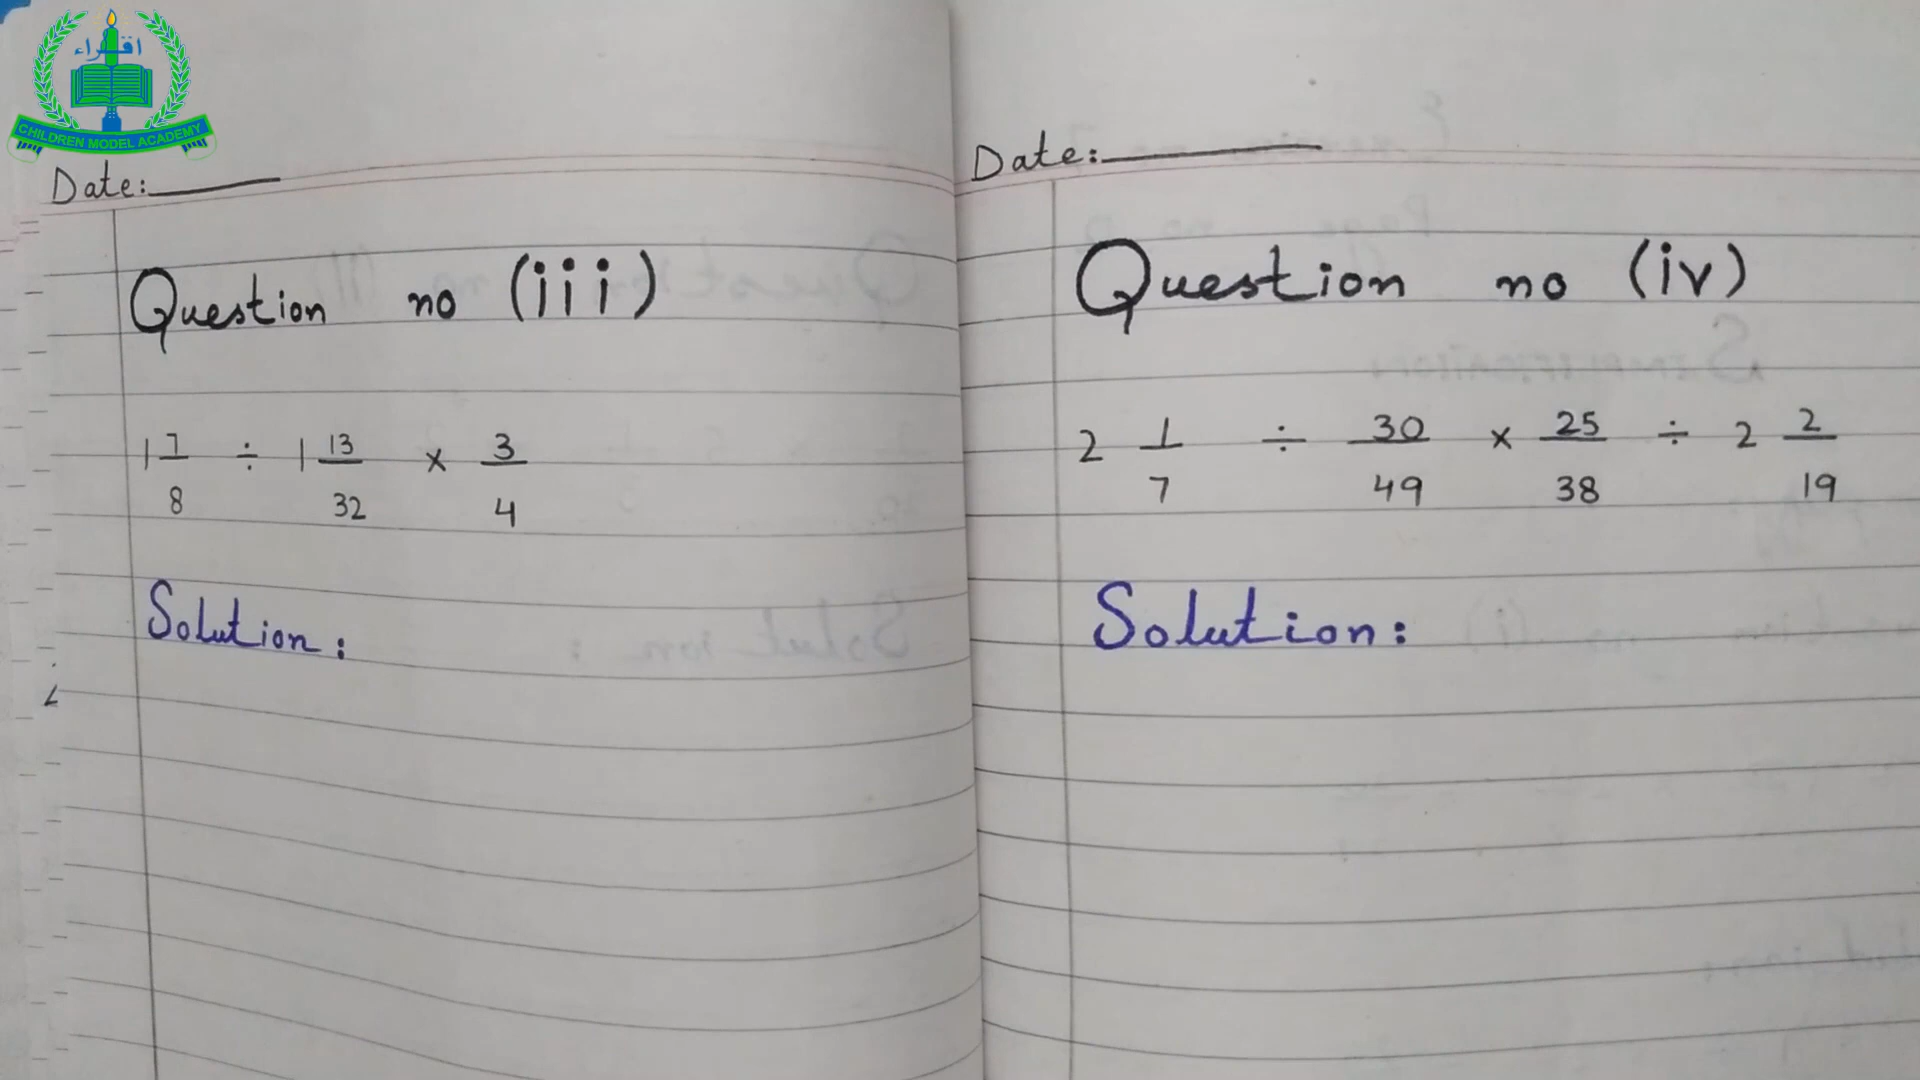 اقراء
CHILDREN MODEL ACADEMY
Date:
Question no (iii)
1 7/8 ÷ 1 13/32 × 3/4
Solution:
Date:
Question no (iv)
2 1/7 ÷ 30/49 × 25/38 ÷ 2 2/19
Solution: